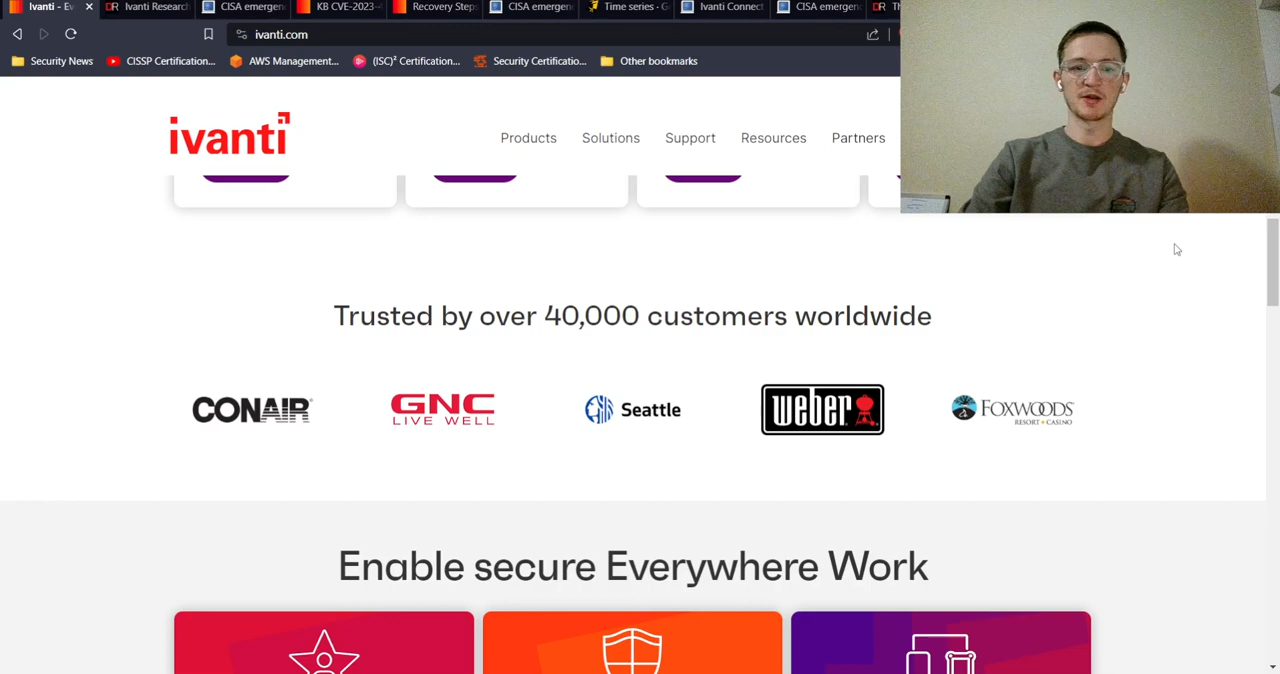 Ivanti - Ev
Ivanti Research
CISA emergen
KB CVE-2023-4
Recovery Steps
CISA emergen
Time series - G
Ivanti Connect
CISA emergenc
ivanti.com
Security News
CISSP Certification...
AWS Management...
(ISC)² Certification...
Security Certificatio...
Other bookmarks
ivanti
Products
Solutions
Support
Resources
Partners
Trusted by over 40,000 customers worldwide
CONAIR
GNC
LIVE WELL
Seattle
weber
FOXWOODS
RESORT CASINO
Enable secure Everywhere Work